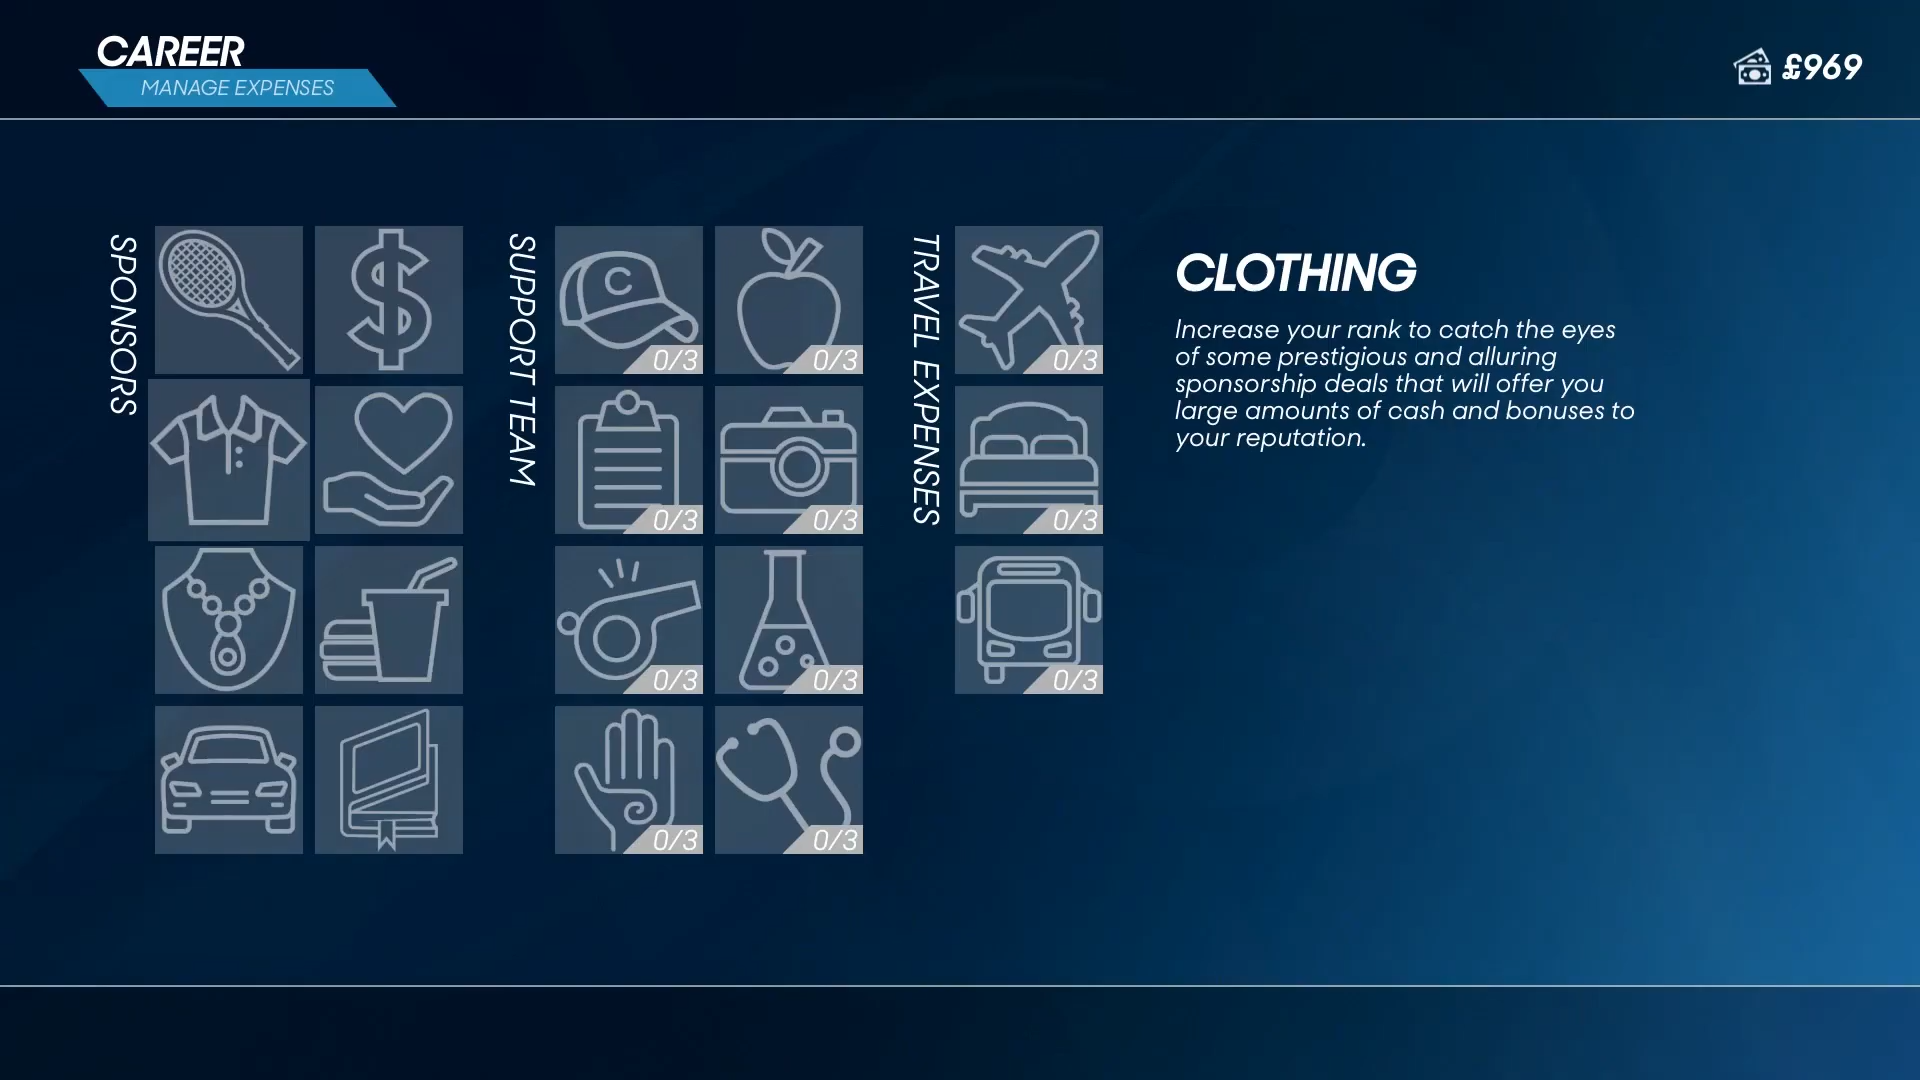 CAREER
MANAGE EXPENSES
£969
SPONSORS
SUPPORT TEAM
C
0/3
0/3
0/3
0/3
0/3
0/3
0/3
0/3
TRAVEL EXPENSES
0/3
0/3
0/3
CLOTHING
Increase your rank to catch the eyes
of some prestigious and alluring
sponsorship deals that will offer you
large amounts of cash and bonuses to
your reputation.